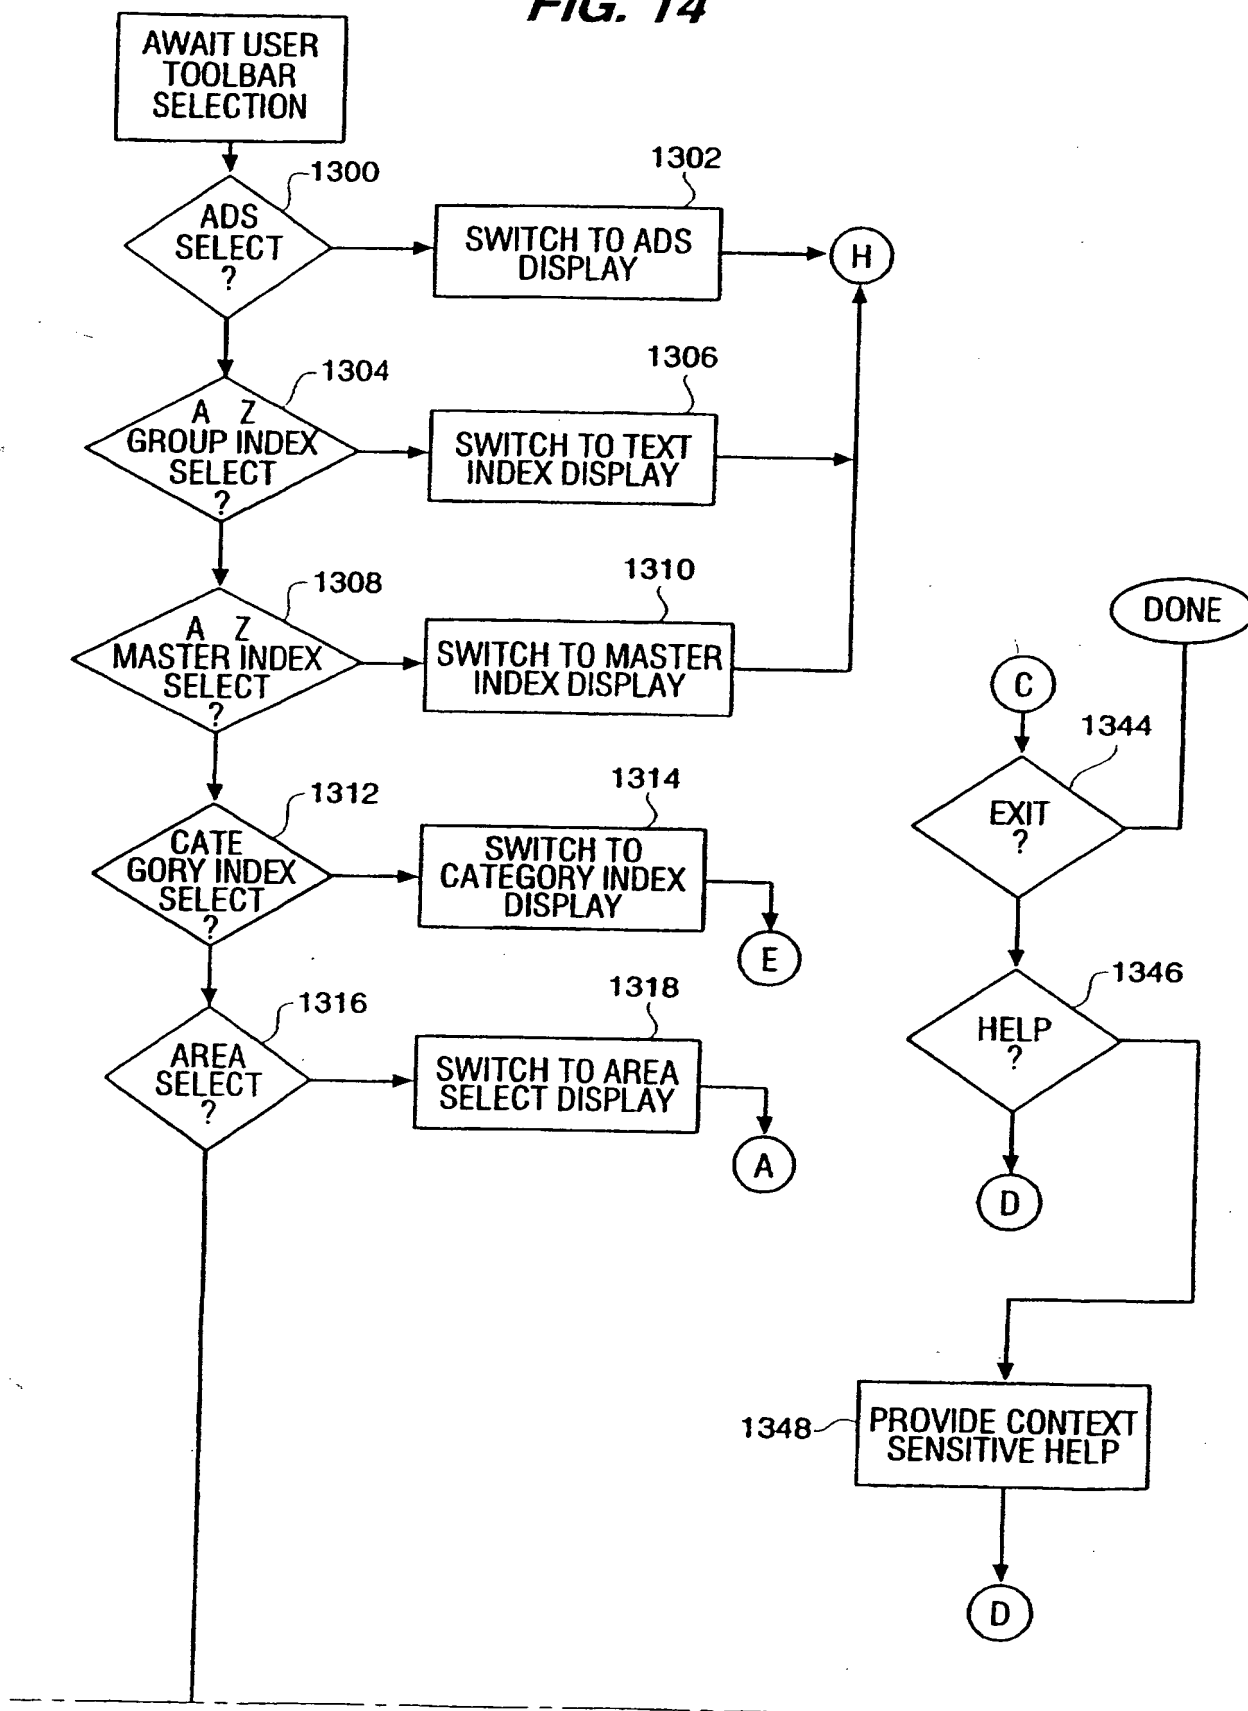 FIG. 14
AWAIT USER
TOOLBAR
SELECTION
1300
ADS
SELECT
?
1302
SWITCH TO ADS
DISPLAY
H
1304
A Z
GROUP INDEX
SELECT
?
1306
SWITCH TO TEXT
INDEX DISPLAY
1308
A Z
MASTER INDEX
SELECT
?
1310
SWITCH TO MASTER
INDEX DISPLAY
1312
CATE
GORY INDEX
SELECT
?
1314
SWITCH TO
CATEGORY INDEX
DISPLAY
E
1316
AREA
SELECT
?
1318
SWITCH TO AREA
SELECT DISPLAY
A
DONE
C
1344
EXIT
?
1346
HELP
?
D
1348
PROVIDE CONTEXT
SENSITIVE HELP
D